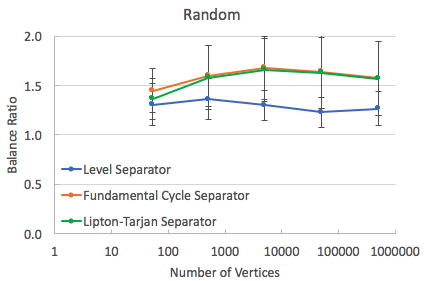 Random
Balance Ratio
2.0
1.5
1.0
0.5
0.0
Level Separator
Fundamental Cycle Separator
Lipton-Tarjan Separator
1 10 100 1000 10000 100000 1000000
Number of Vertices